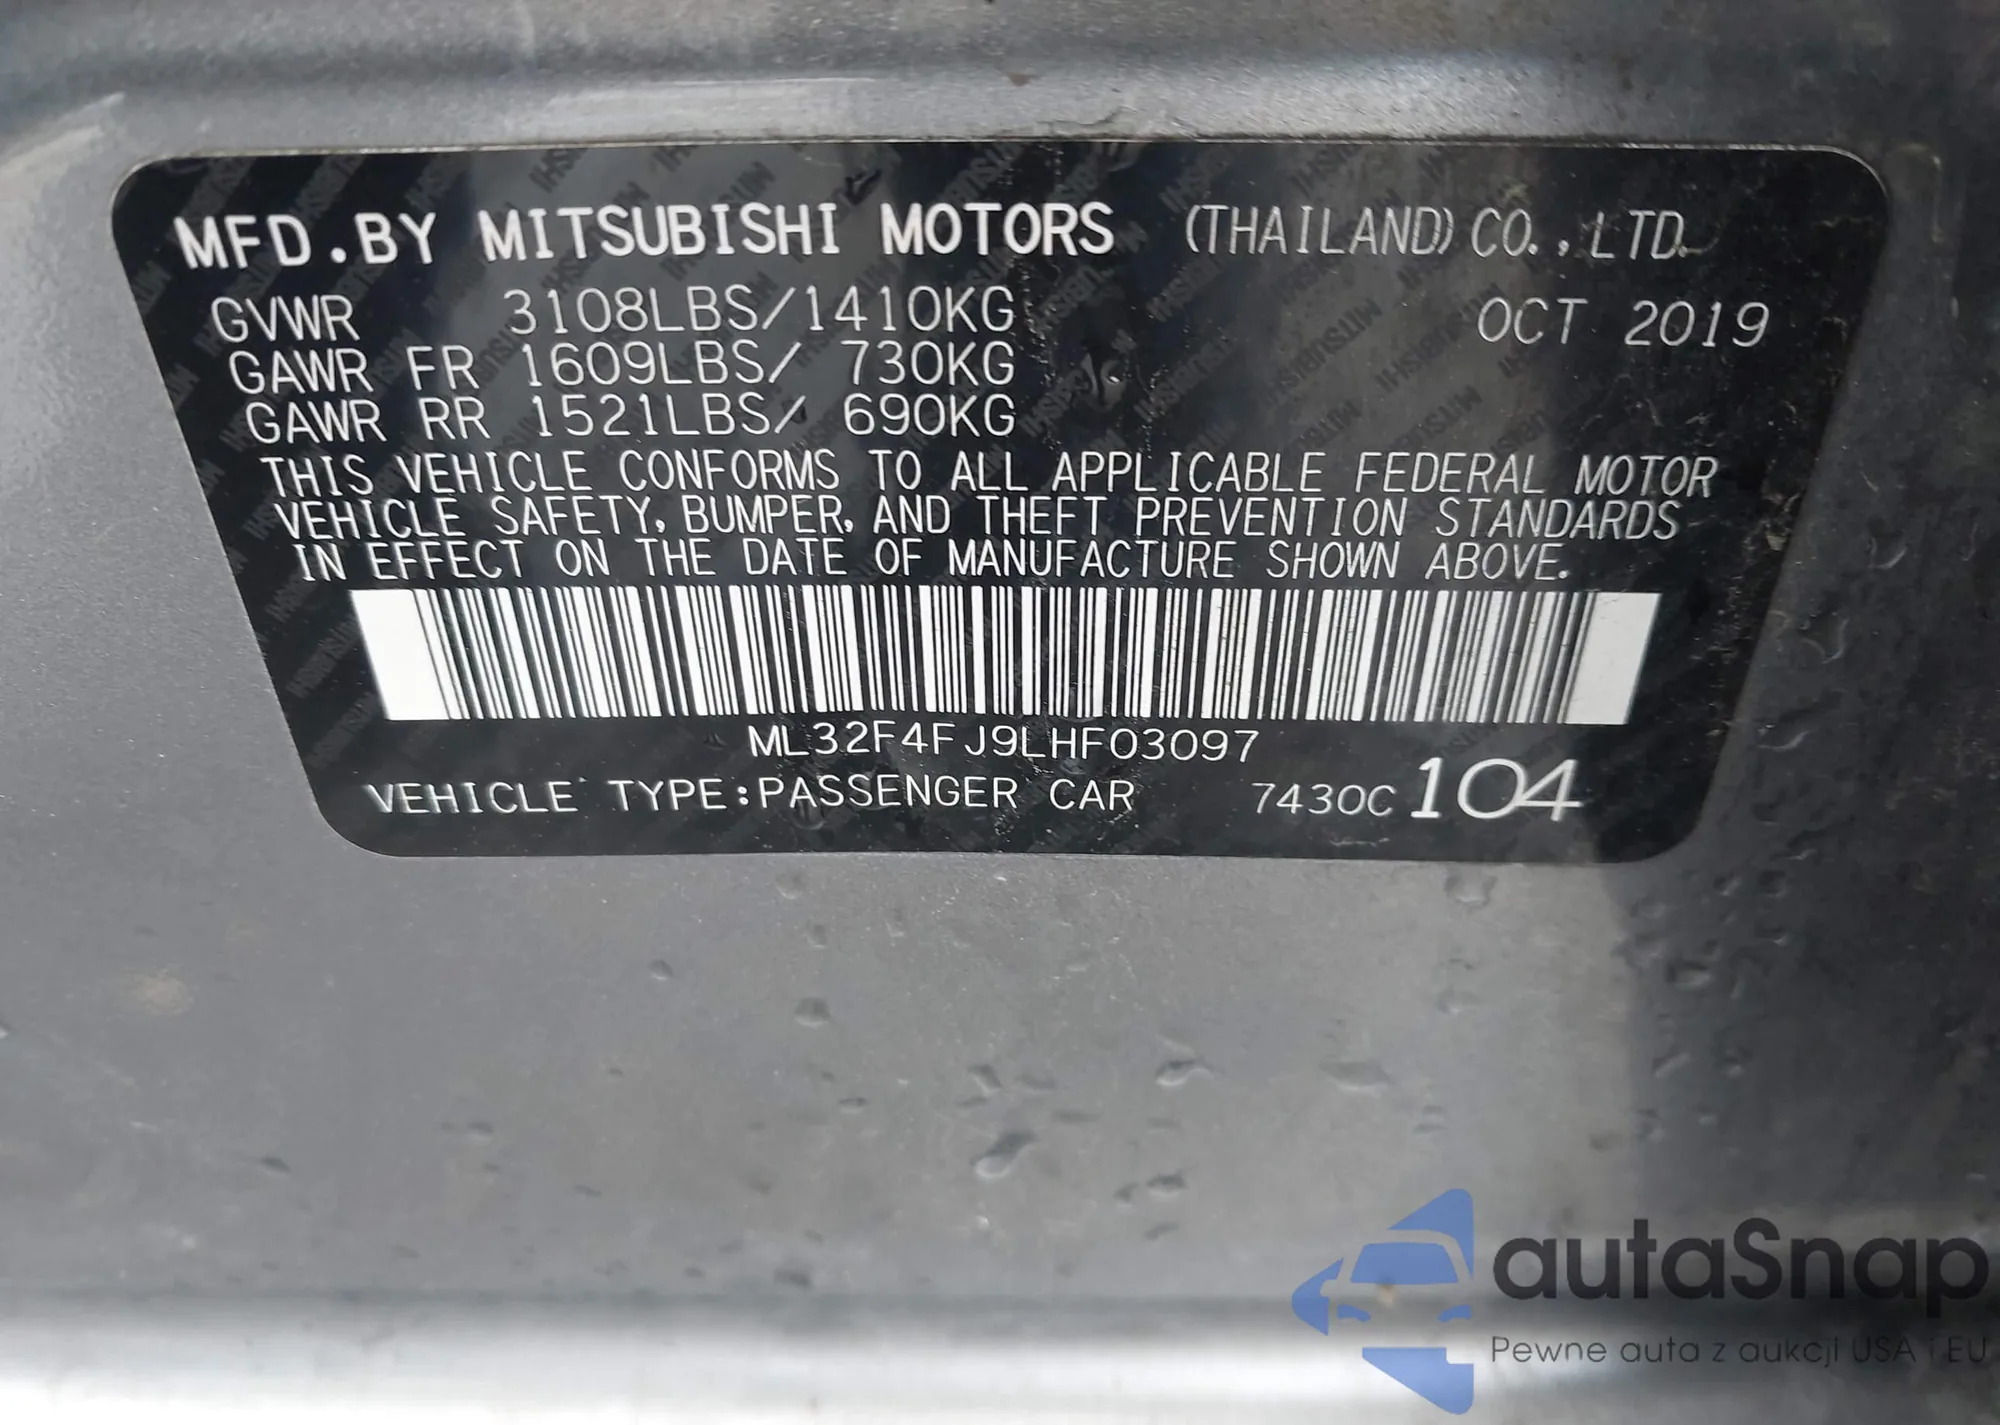 MFD.BY MITSUBISHI MOTORS (THAILAND) CO.,LTD.
GVWR 3108LBS/1410KG OCT 2019
GAWR FR 1609LBS/ 730KG
GAWR RR 1521LBS/ 690KG
THIS VEHICLE CONFORMS TO ALL APPLICABLE FEDERAL MOTOR
VEHICLE SAFETY, BUMPER, AND THEFT PREVENTION STANDARDS
IN EFFECT ON THE DATE OF MANUFACTURE SHOWN ABOVE.
ML32F4FJ9LHF03097
VEHICLE TYPE:PASSENGER CAR 7430C 104
autaSnap
Pewne auta z aukcji USA i EU